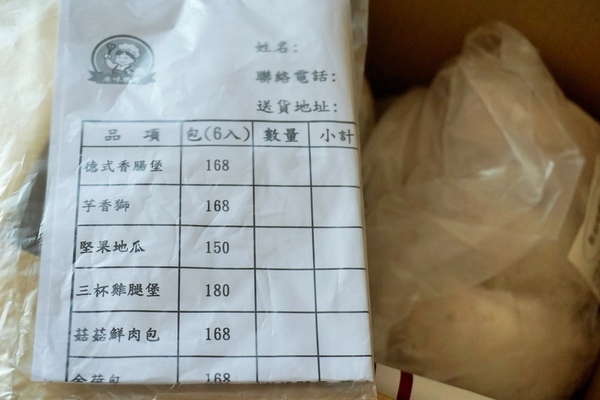 姓名:
聯絡電話:
送貨地址:
品 項 包(6入) 數量 小計
德式香腸堡 168
芋香獅 168
堅果地瓜 150
三杯雞腿堡 180
菇菇鮮肉包 168
168